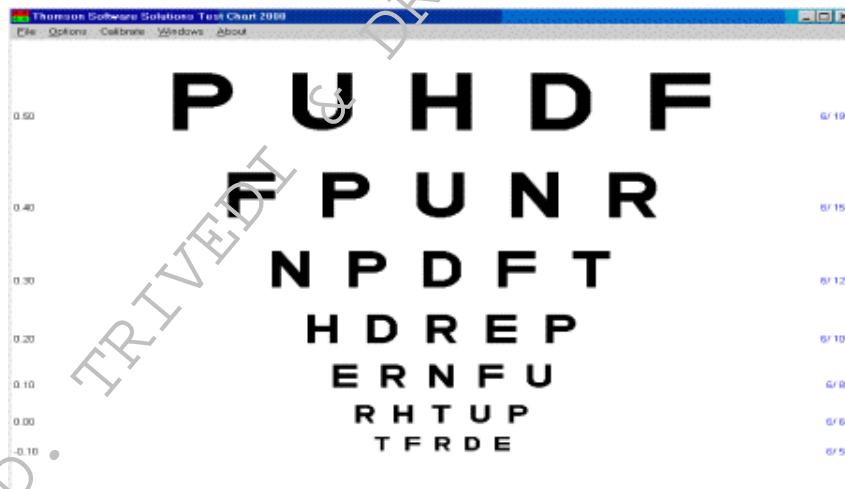 Thomson Software Solutions Test Chart 2000
File Options Calibrate Windows About
0.50 P U H D F 6/19
0.40 F P U N R 6/15
0.30 N P D F T 6/12
0.20 H D R E P 6/10
0.10 E R N F U 6/8
0.00 R H T U P 6/6
-0.10 T F R D E 6/5
TRIVEDI & DR